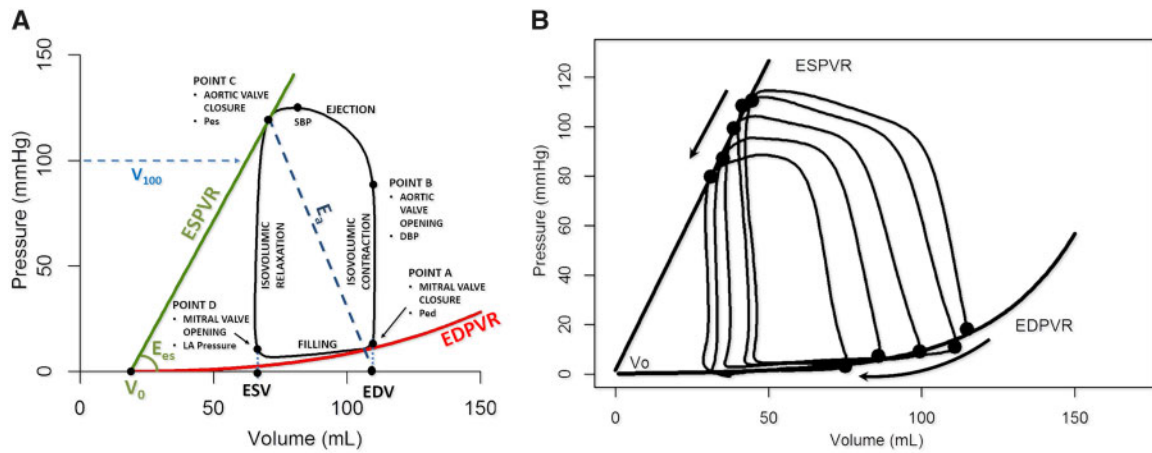 A
Pressure (mmHg)
150
100
50
0
POINT C
• AORTIC VALVE
CLOSURE
• Pes
SBP
EJECTION
V100
ESPVR
Ea
POINT B
• AORTIC
VALVE
OPENING
• DBP
ISOVOLUMIC
RELAXATION
ISOVOLUMIC
CONTRACTION
POINT A
• MITRAL VALVE
CLOSURE
• Ped
POINT D
• MITRAL VALVE
OPENING
• LA Pressure
FILLING
EDPVR
Ees
V0
ESV
EDV
0
50
100
150
Volume (mL)
B
Pressure (mmHg)
120
100
80
60
40
20
0
ESPVR
EDPVR
Vo
0
50
100
150
Volume (mL)